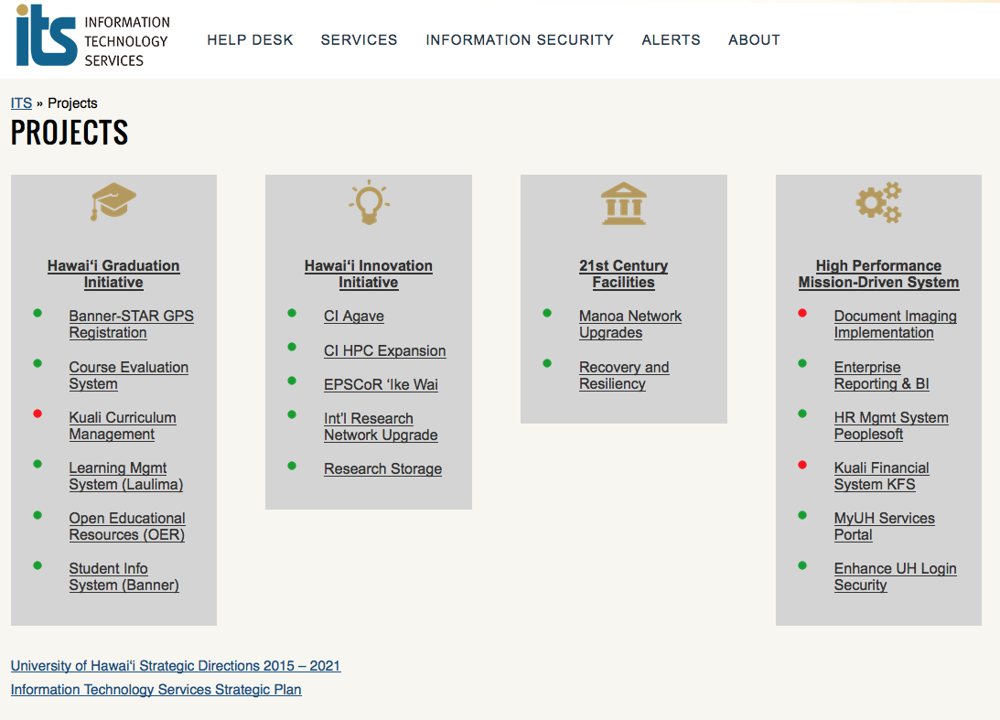 its
INFORMATION
TECHNOLOGY
SERVICES
HELP DESK SERVICES INFORMATION SECURITY ALERTS ABOUT
ITS » Projects
PROJECTS
Hawai‘i Graduation
Initiative
Banner-STAR GPS
Registration
Course Evaluation
System
Kuali Curriculum
Management
Learning Mgmt
System (Laulima)
Open Educational
Resources (OER)
Student Info
System (Banner)
Hawai‘i Innovation
Initiative
CI Agave
CI HPC Expansion
EPSCoR ‘Ike Wai
Int’l Research
Network Upgrade
Research Storage
21st Century
Facilities
Manoa Network
Upgrades
Recovery and
Resiliency
High Performance
Mission-Driven System
Document Imaging
Implementation
Enterprise
Reporting & BI
HR Mgmt System
Peoplesoft
Kuali Financial
System KFS
MyUH Services
Portal
Enhance UH Login
Security
University of Hawai‘i Strategic Directions 2015 – 2021
Information Technology Services Strategic Plan